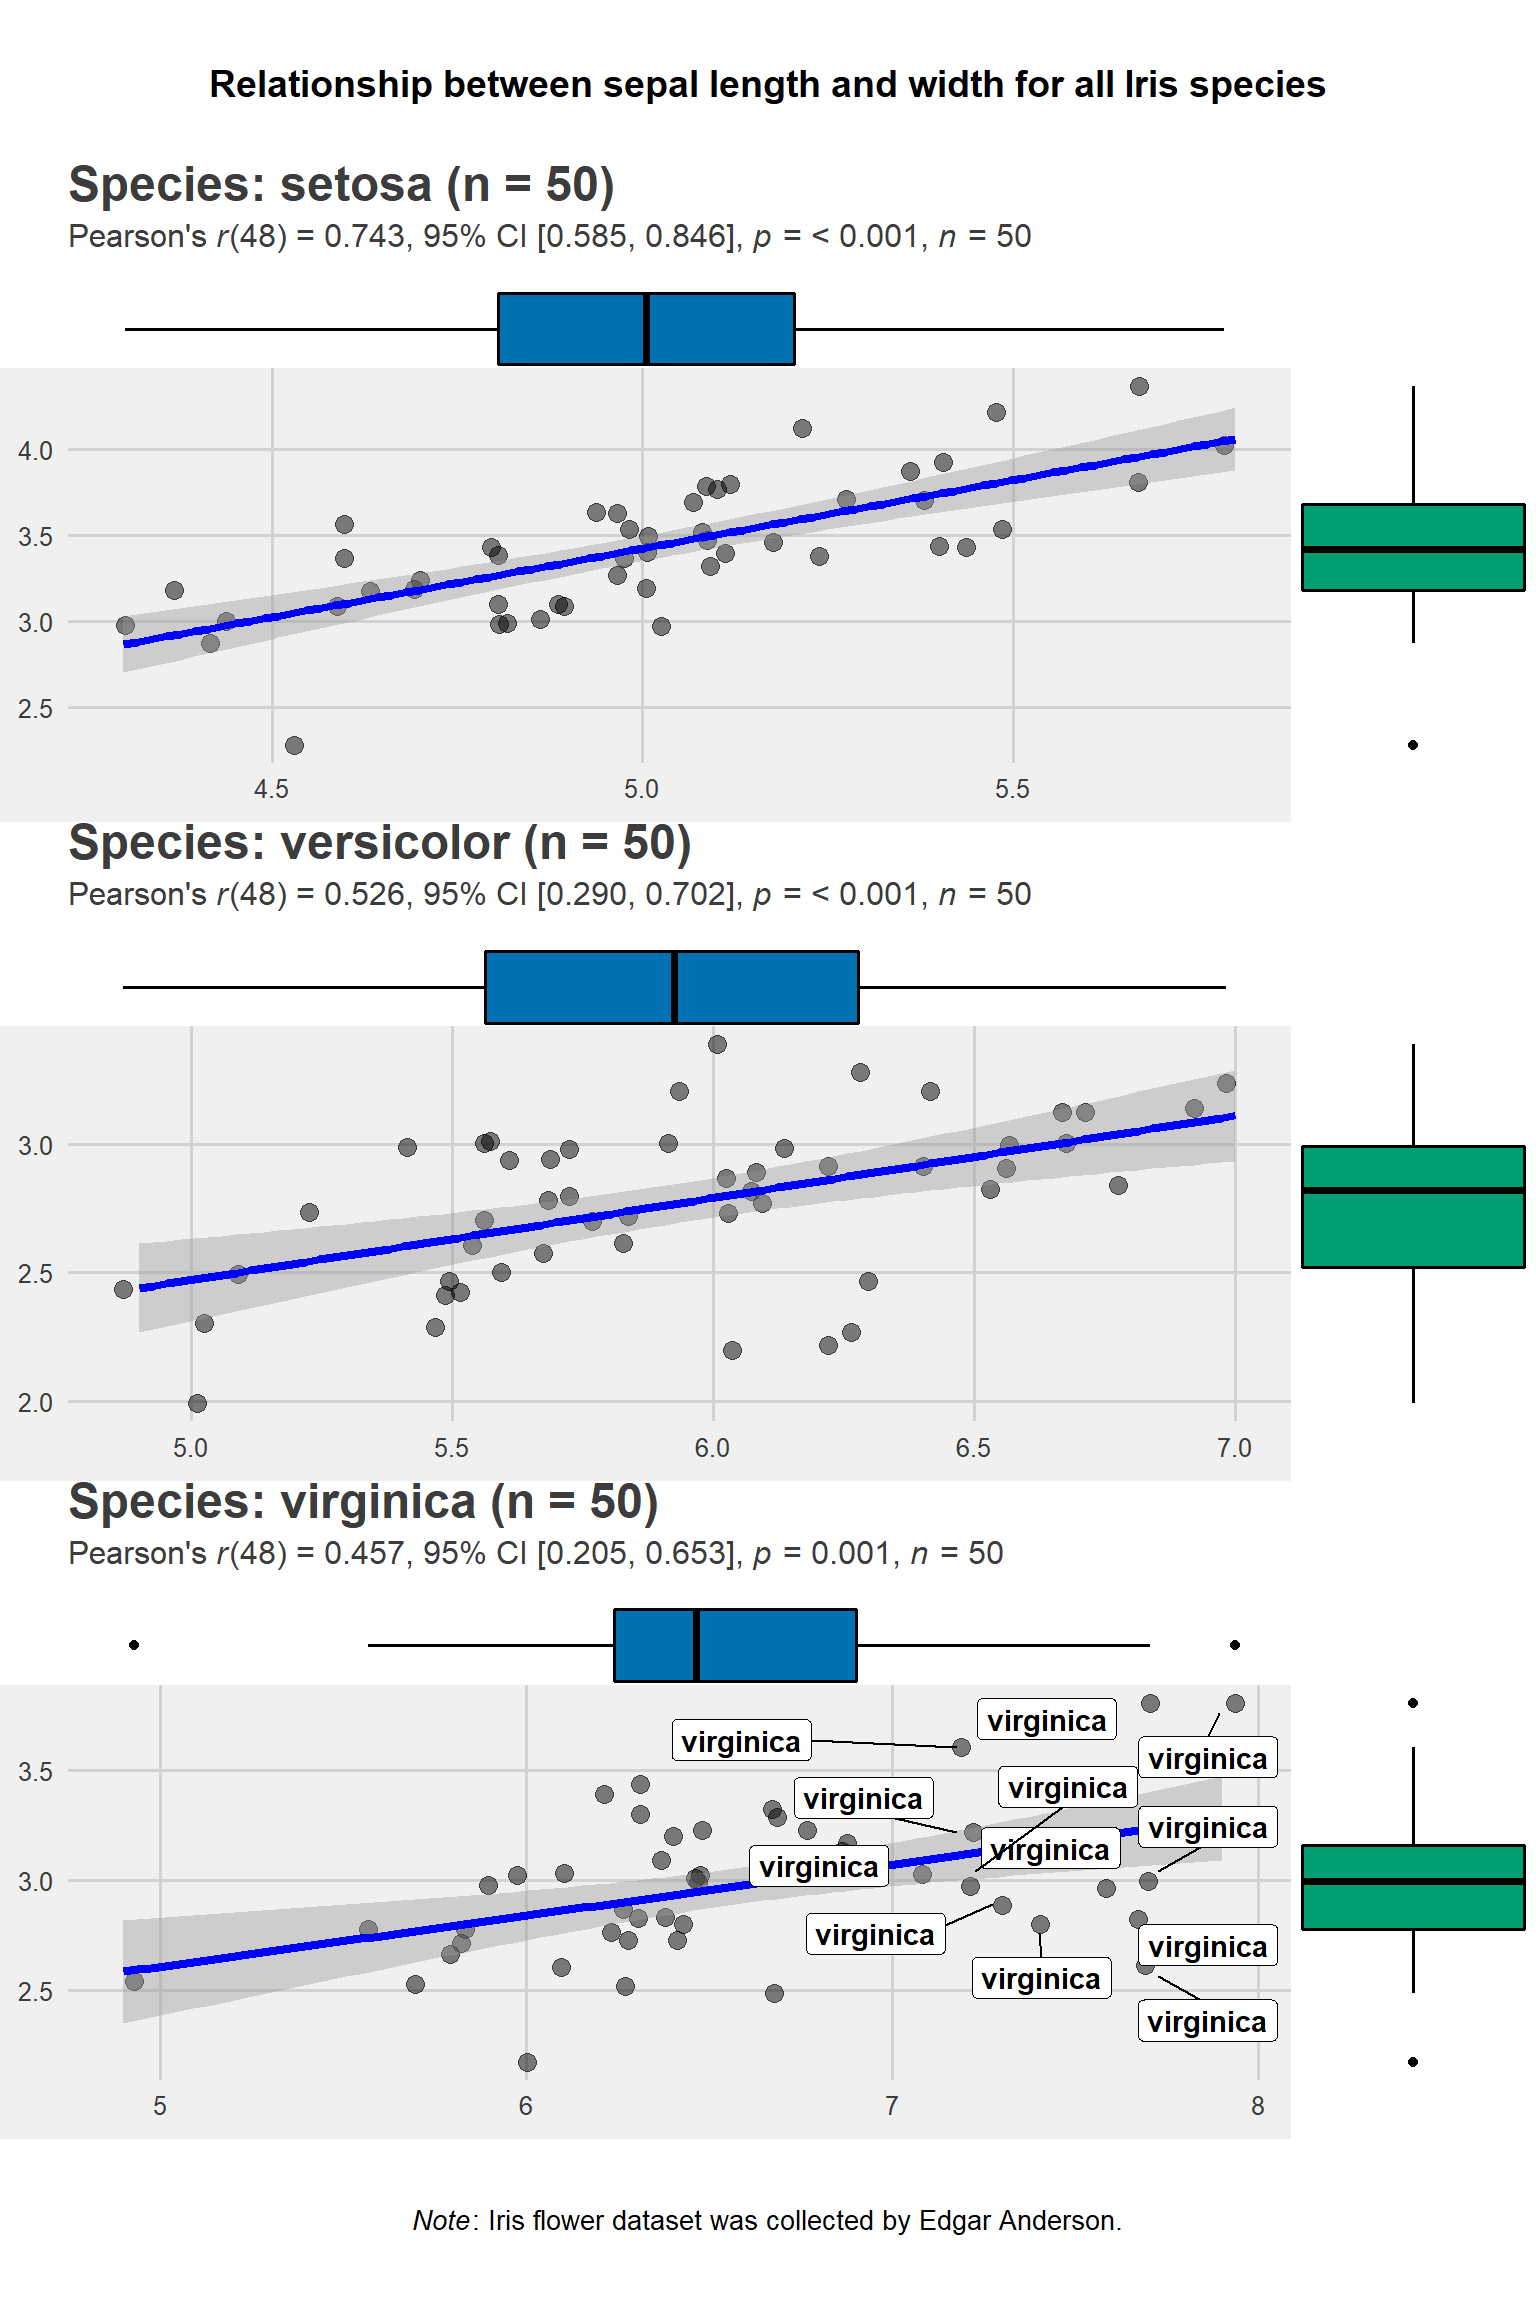 Relationship between sepal length and width for all Iris species
Species: setosa (n = 50)
Pearson's r(48) = 0.743, 95% CI [0.585, 0.846], p = < 0.001, n = 50
4.0
3.5
3.0
2.5
4.5 5.0 5.5
Species: versicolor (n = 50)
Pearson's r(48) = 0.526, 95% CI [0.290, 0.702], p = < 0.001, n = 50
3.0
2.5
2.0
5.0 5.5 6.0 6.5 7.0
Species: virginica (n = 50)
Pearson's r(48) = 0.457, 95% CI [0.205, 0.653], p = 0.001, n = 50
virginica
virginica
virginica
3.5
virginica
virginica
virginica
virginica
virginica
3.0
virginica
virginica
virginica
2.5
virginica
5 6 7 8
Note: Iris flower dataset was collected by Edgar Anderson.